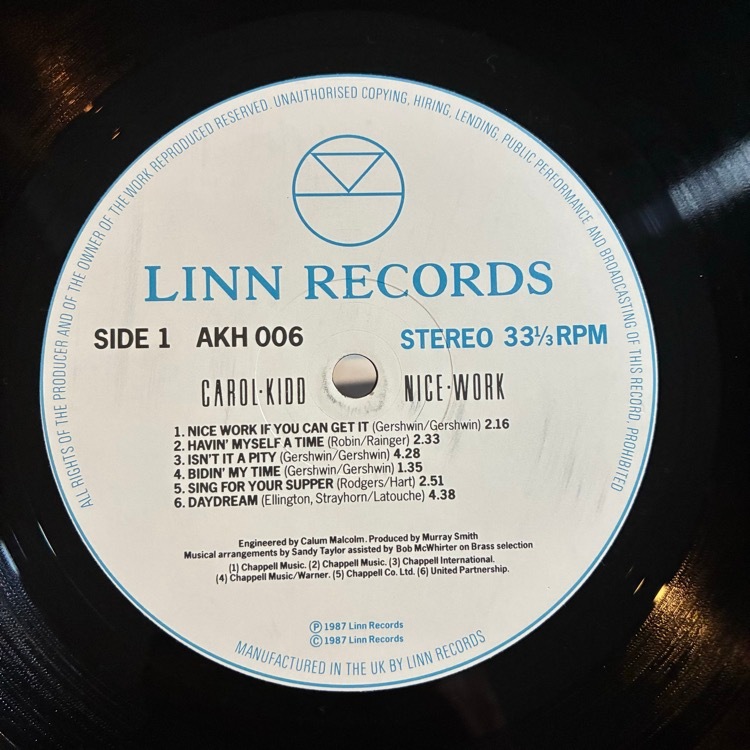 ALL RIGHTS OF THE PRODUCER AND OF THE OWNER OF THE WORK REPRODUCED RESERVED. UNAUTHORISED COPYING, HIRING, LENDING, PUBLIC PERFORMANCE AND BROADCASTING OF THIS RECORD, PROHIBITED
LINN RECORDS
SIDE 1 AKH 006 STEREO 33⅓ RPM
CAROL·KIDD NICE·WORK
1. NICE WORK IF YOU CAN GET IT (Gershwin/Gershwin) 2.16
2. HAVIN' MYSELF A TIME (Robin/Rainger) 2.33
3. ISN'T IT A PITY (Gershwin/Gershwin) 4.28
4. BIDIN' MY TIME (Gershwin/Gershwin) 1.35
5. SING FOR YOUR SUPPER (Rodgers/Hart) 2.51
6. DAYDREAM (Ellington, Strayhorn/Latouche) 4.38
Engineered by Calum Malcolm. Produced by Murray Smith
Musical arrangements by Sandy Taylor assisted by Bob McWhirter on Brass selection
(1) Chappell Music. (2) Chappell Music. (3) Chappell International.
(4) Chappell Music/Warner. (5) Chappell Co. Ltd. (6) United Partnership.
Ⓟ 1987 Linn Records
© 1987 Linn Records
MANUFACTURED IN THE UK BY LINN RECORDS